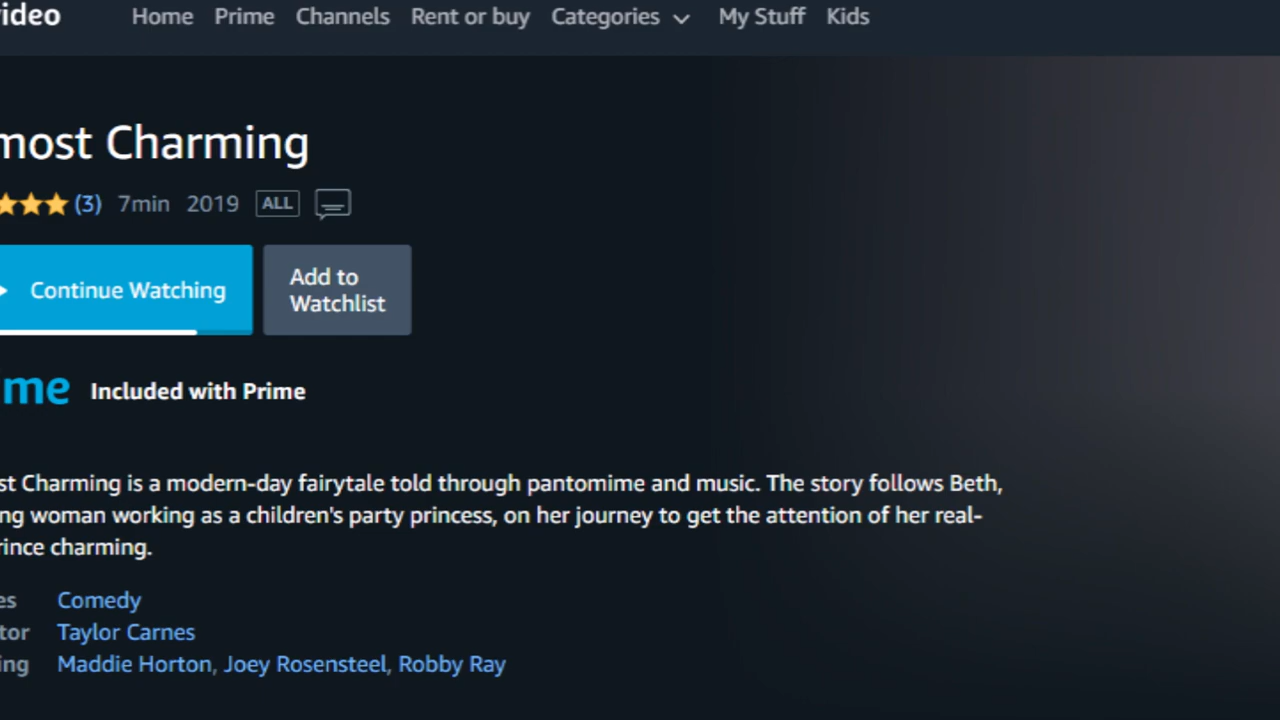 video Home Prime Channels Rent or buy Categories My Stuff Kids
most Charming
(3) 7min 2019 ALL
Continue Watching
Add to
Watchlist
me Included with Prime
st Charming is a modern-day fairytale told through pantomime and music. The story follows Beth,
ng woman working as a children's party princess, on her journey to get the attention of her real-
rince charming.
es Comedy
tor Taylor Carnes
ing Maddie Horton, Joey Rosensteel, Robby Ray